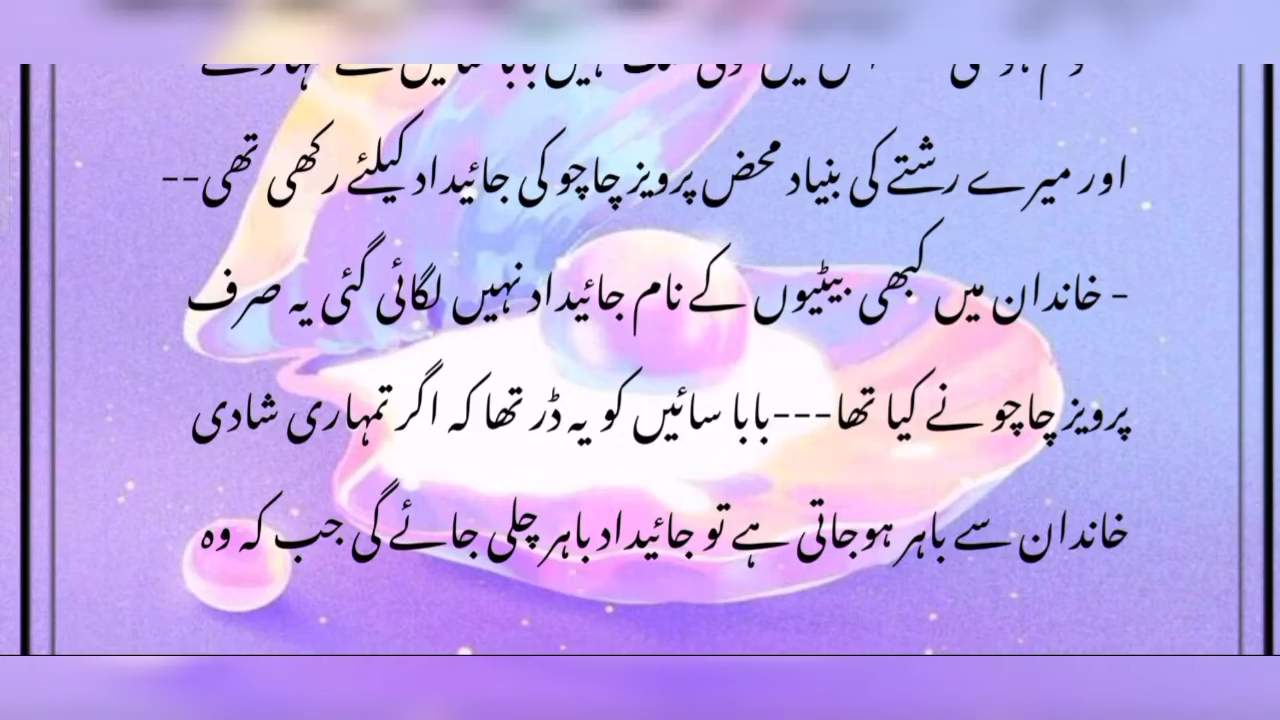 اور میرے رشتے کی بنیاد محض پرویز چاچو کی جائیداد کیلئے رکھی تھی--
- خاندان میں کبھی بیٹیوں کے نام جائیداد نہیں لگائی گئی یہ صرف
پرویز چاچو نے کیا تھا---بابا سائیں کو یہ ڈر تھا کہ اگر تمہاری شادی
خاندان سے باہر ہوجاتی ہے تو جائیداد باہر چلی جائے گی جب کہ وہ